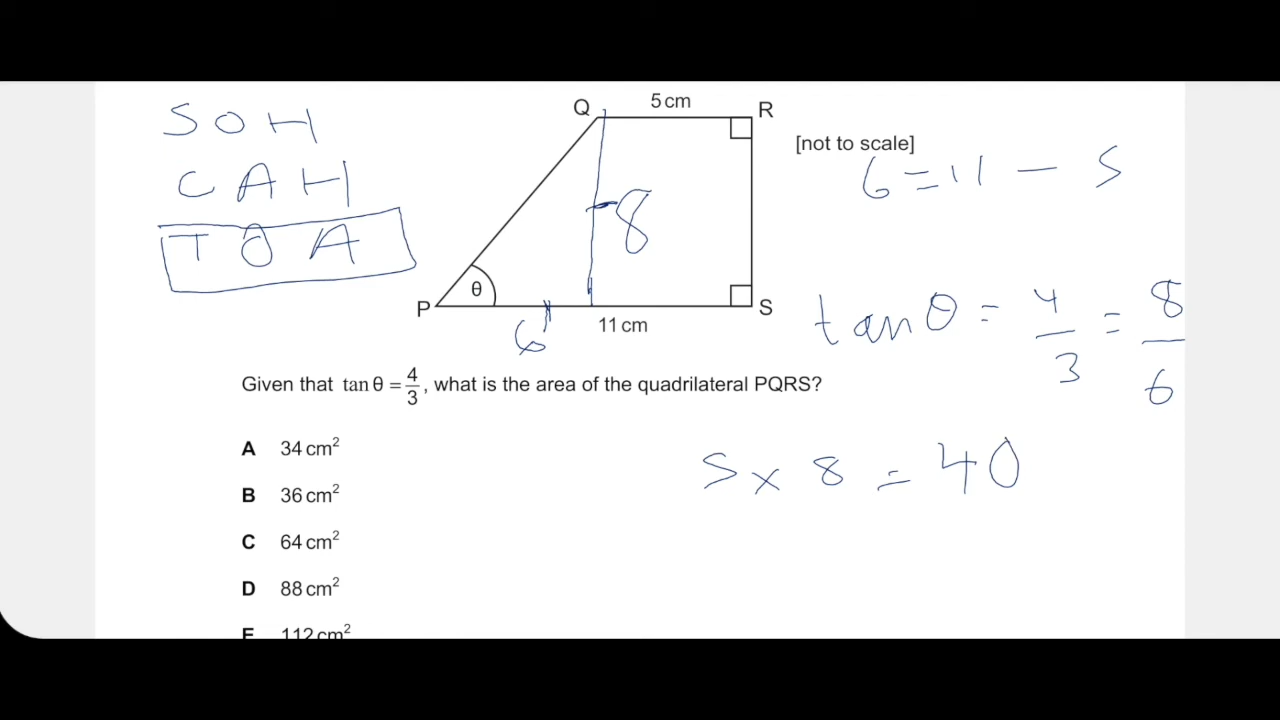 SOH
CAH
TOA
Q 5 cm R
[not to scale]
6 = 11 - 5
8
θ
P S
6 11 cm
tan θ = 4/3 = 8/6
Given that tan θ = 4/3, what is the area of the quadrilateral PQRS?
A 34 cm²
B 36 cm²
5 x 8 = 40
C 64 cm²
D 88 cm²
E 112 cm²